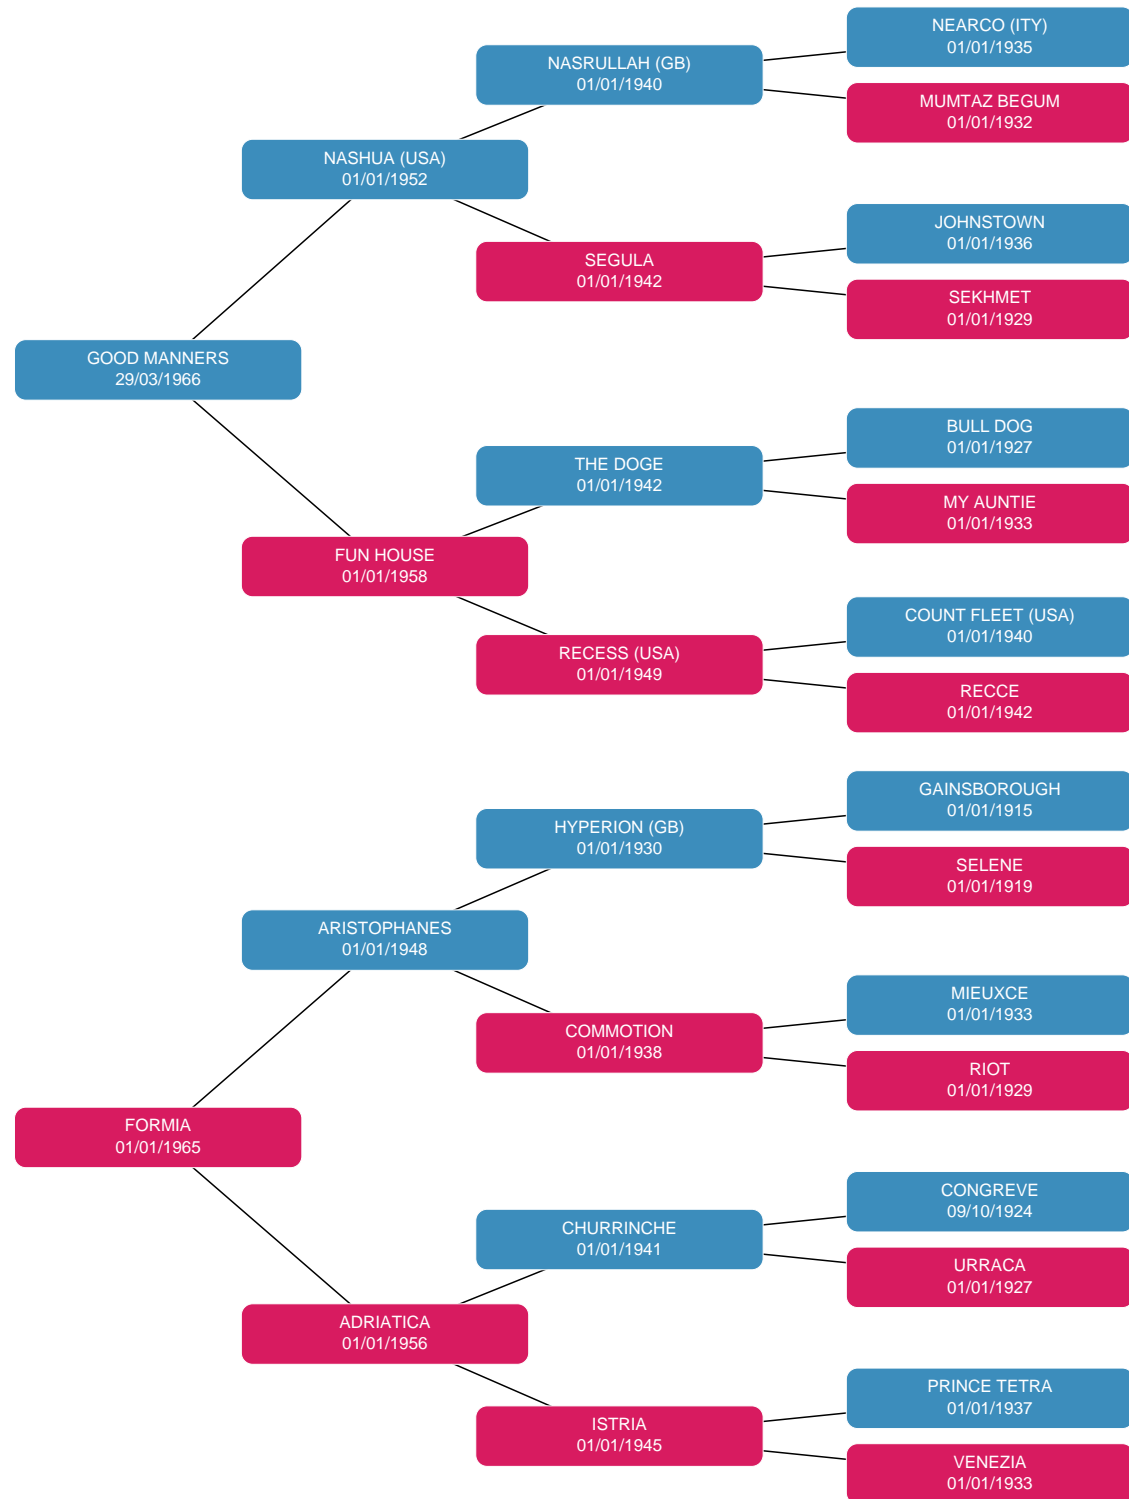 NEARCO (ITY)
01/01/1935
NASRULLAH (GB)
01/01/1940
MUMTAZ BEGUM
01/01/1932
NASHUA (USA)
01/01/1952
JOHNSTOWN
01/01/1936
SEGULA
01/01/1942
SEKHMET
01/01/1929
GOOD MANNERS
29/03/1966
BULL DOG
01/01/1927
THE DOGE
01/01/1942
MY AUNTIE
01/01/1933
FUN HOUSE
01/01/1958
COUNT FLEET (USA)
01/01/1940
RECESS (USA)
01/01/1949
RECCE
01/01/1942
GAINSBOROUGH
01/01/1915
HYPERION (GB)
01/01/1930
SELENE
01/01/1919
ARISTOPHANES
01/01/1948
MIEUXCE
01/01/1933
COMMOTION
01/01/1938
RIOT
01/01/1929
FORMIA
01/01/1965
CONGREVE
09/10/1924
CHURRINCHE
01/01/1941
URRACA
01/01/1927
ADRIATICA
01/01/1956
PRINCE TETRA
01/01/1937
ISTRIA
01/01/1945
VENEZIA
01/01/1933